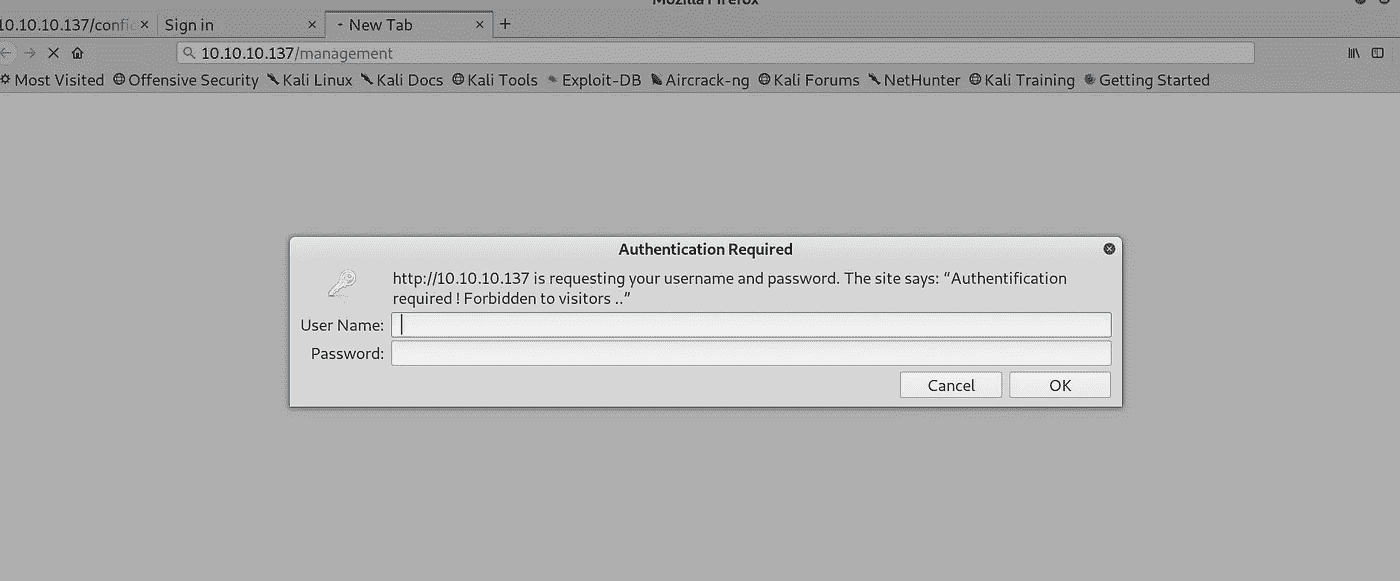 Mozilla Firefox
10.10.10.137/config
Sign in
New Tab
10.10.10.137/management
Most Visited Offensive Security Kali Linux Kali Docs Kali Tools Exploit-DB Aircrack-ng Kali Forums NetHunter Kali Training Getting Started
Authentication Required
http://10.10.10.137 is requesting your username and password. The site says: “Authentification
required ! Forbidden to visitors ..”
User Name:
Password:
Cancel OK